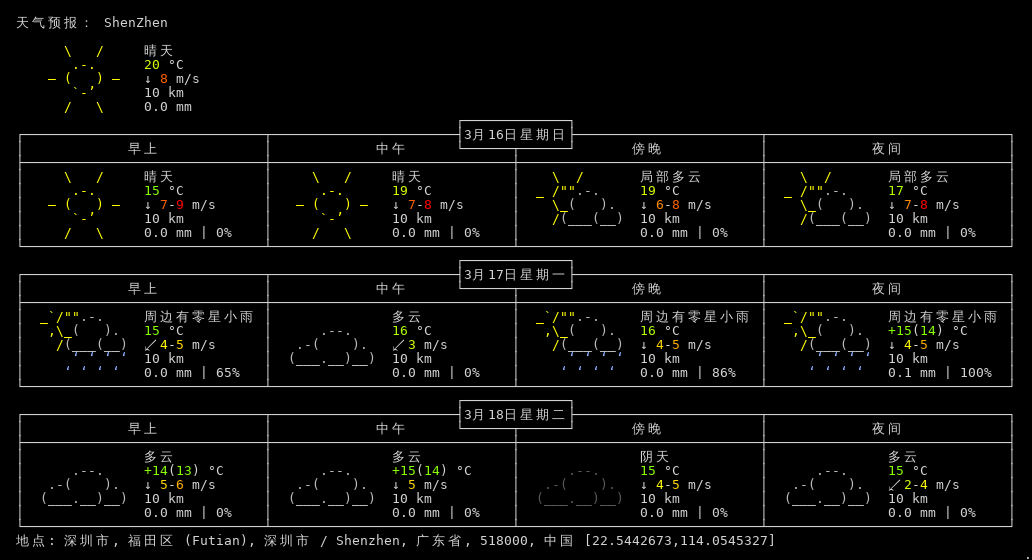 天气预报： ShenZhen
晴天
20 °C
↓ 8 m/s
10 km
0.0 mm
3月16日星期日
早上 中午 傍晚 夜间
晴天 晴天 局部多云 局部多云
15 °C 19 °C 19 °C 17 °C
↓ 7-9 m/s ↓ 7-8 m/s ↓ 6-8 m/s ↓ 7-8 m/s
10 km 10 km 10 km 10 km
0.0 mm | 0% 0.0 mm | 0% 0.0 mm | 0% 0.0 mm | 0%
3月17日星期一
早上 中午 傍晚 夜间
周边有零星小雨 多云 周边有零星小雨 周边有零星小雨
15 °C 16 °C 16 °C +15(14) °C
↙ 4-5 m/s ↙ 3 m/s ↓ 4-5 m/s ↓ 4-5 m/s
10 km 10 km 10 km 10 km
0.0 mm | 65% 0.0 mm | 0% 0.0 mm | 86% 0.1 mm | 100%
3月18日星期二
早上 中午 傍晚 夜间
多云 多云 阴天 多云
+14(13) °C +15(14) °C 15 °C 15 °C
↓ 5-6 m/s ↓ 5 m/s ↓ 4-5 m/s ↙ 2-4 m/s
10 km 10 km 10 km 10 km
0.0 mm | 0% 0.0 mm | 0% 0.0 mm | 0% 0.0 mm | 0%
地点: 深圳市, 福田区 (Futian), 深圳市 / Shenzhen, 广东省, 518000, 中国 [22.5442673,114.0545327]